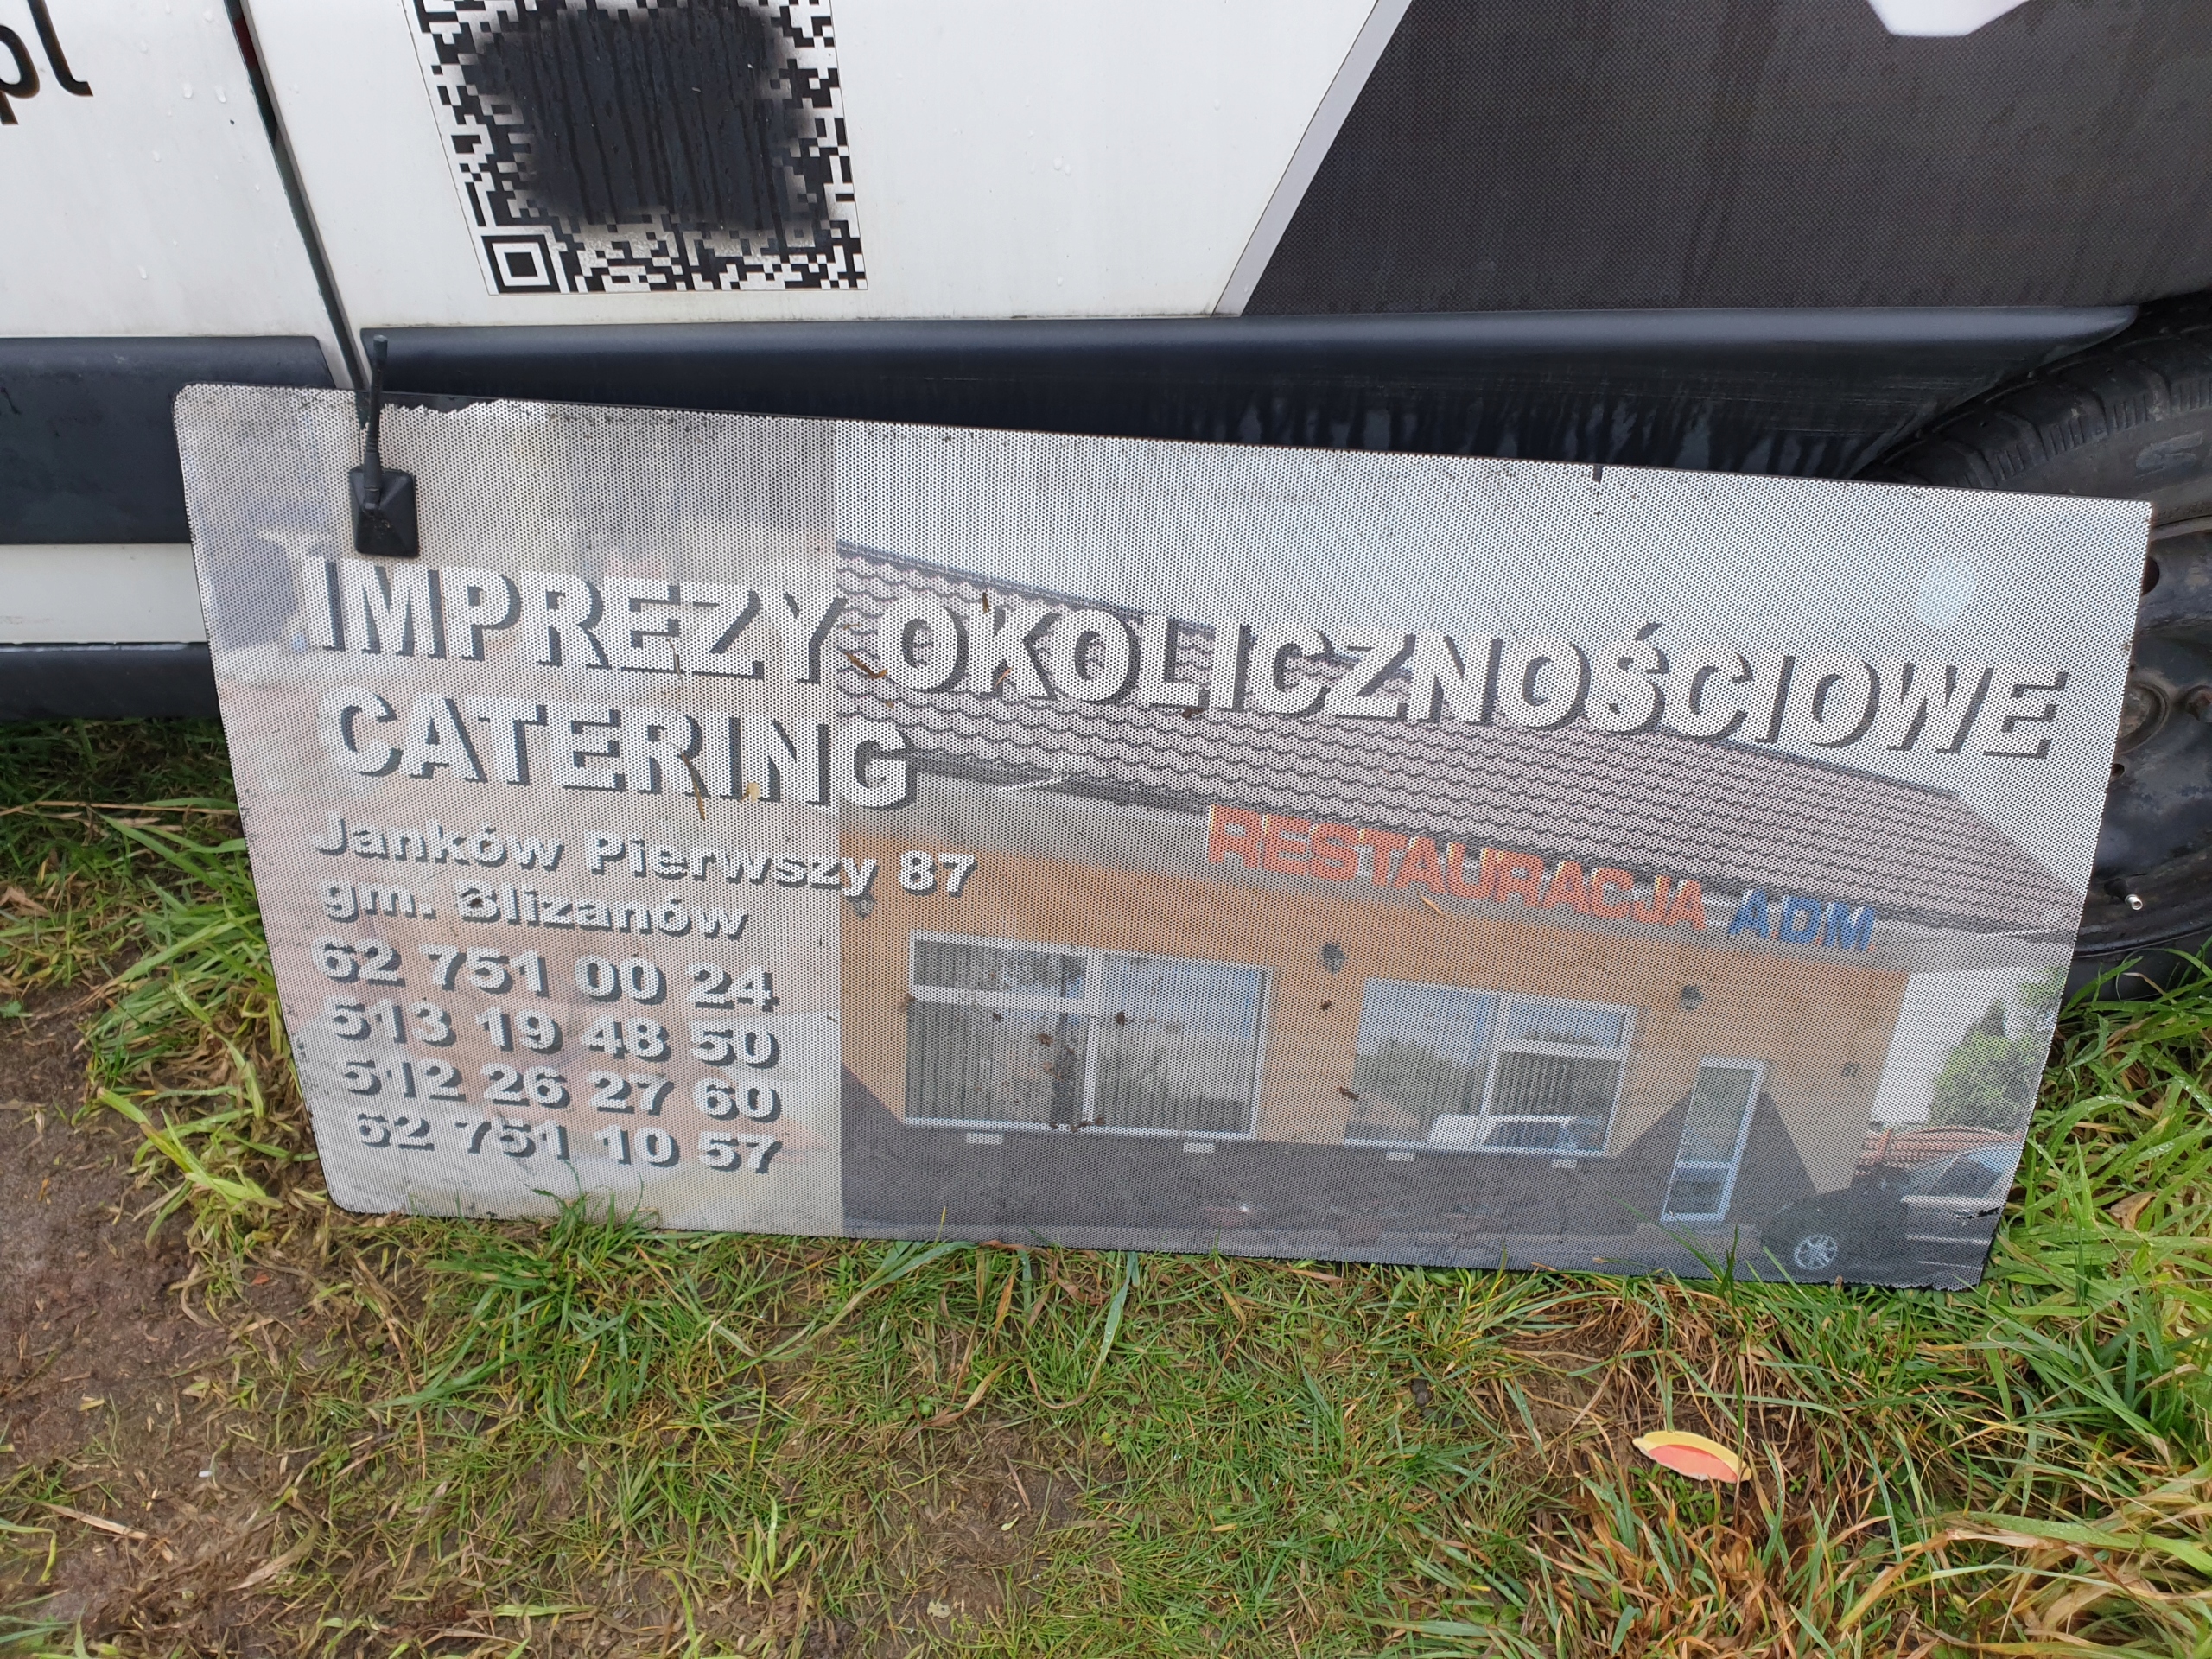 pl
IMPREZY OKOLICZNOŚCIOWE
CATERING
Janków Pierwszy 87
gm. Blizanów
62 751 00 24
513 19 48 50
512 26 27 60
62 751 10 57
RESTAURACJA ADM
87